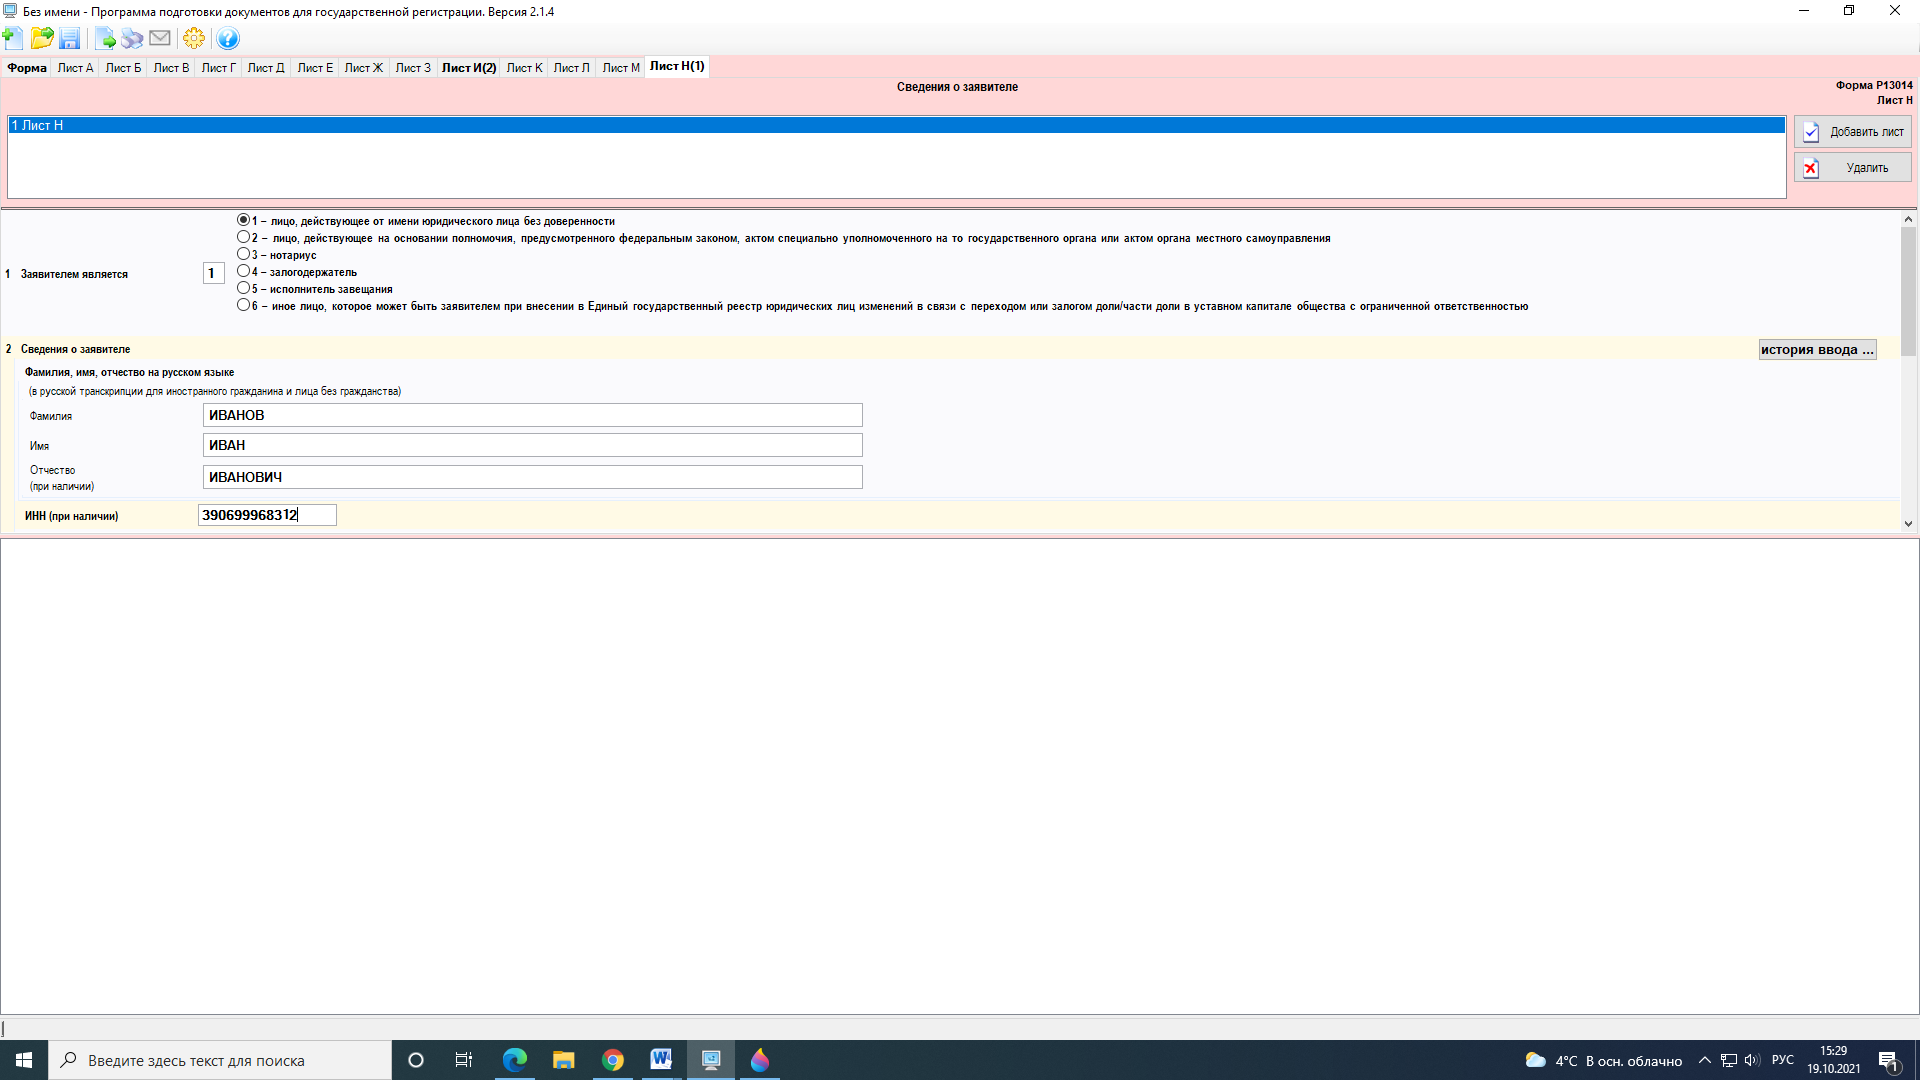 Без имени - Программа подготовки документов для государственной регистрации. Версия 2.1.4
Форма Лист А Лист Б Лист В Лист Г Лист Д Лист Е Лист Ж Лист З Лист И(2) Лист К Лист Л Лист М Лист Н(1)
Сведения о заявителе
Форма Р13014
Лист Н
1 Лист Н
Добавить лист
Удалить
1 Заявителем является
1
1 – лицо, действующее от имени юридического лица без доверенности
2 – лицо, действующее на основании полномочия, предусмотренного федеральным законом, актом специально уполномоченного на то государственного органа или актом органа местного самоуправления
3 – нотариус
4 – залогодержатель
5 – исполнитель завещания
6 – иное лицо, которое может быть заявителем при внесении в Единый государственный реестр юридических лиц изменений в связи с переходом или залогом доли/части доли в уставном капитале общества с ограниченной ответственностью
2 Сведения о заявителе
история ввода ...
Фамилия, имя, отчество на русском языке
(в русской транскрипции для иностранного гражданина и лица без гражданства)
Фамилия ИВАНОВ
Имя ИВАН
Отчество
(при наличии)
ИВАНОВИЧ
ИНН (при наличии) 390699968312
Введите здесь текст для поиска
4°C В осн. облачно
РУС
15:29
19.10.2021
1